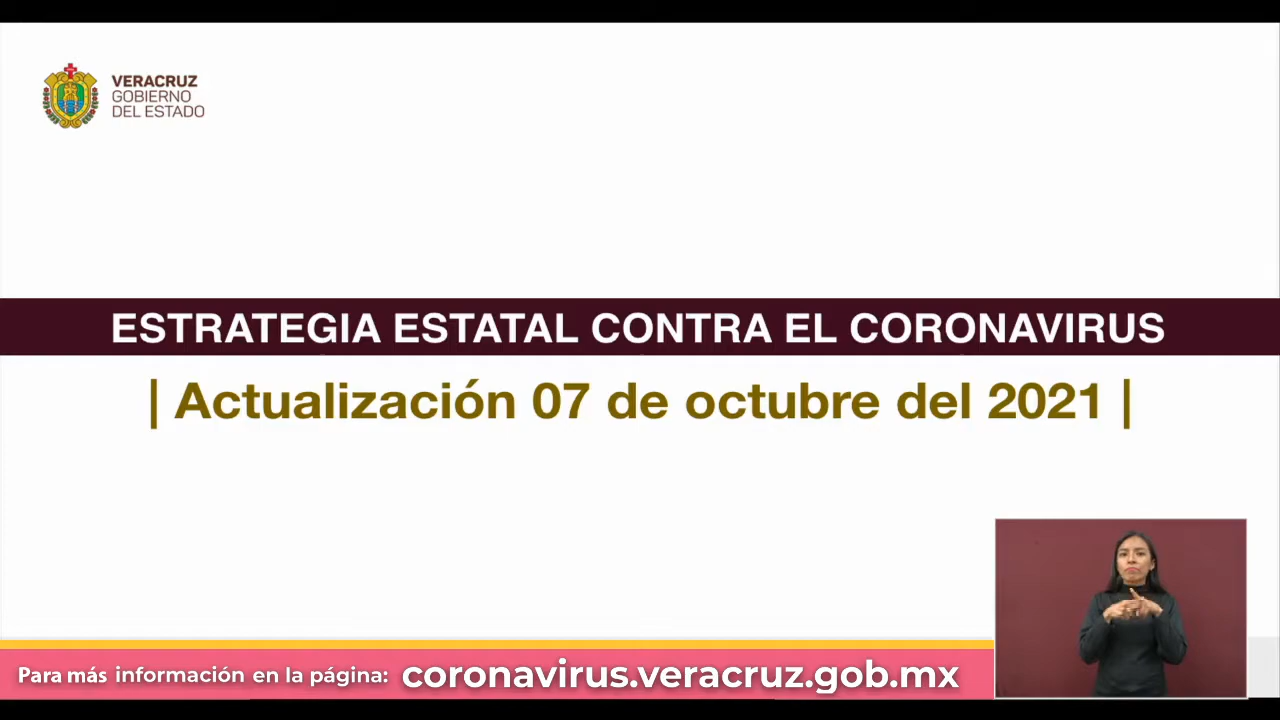 VERACRUZ
GOBIERNO
DEL ESTADO
ESTRATEGIA ESTATAL CONTRA EL CORONAVIRUS
| Actualización 07 de octubre del 2021 |
Para más información en la página: coronavirus.veracruz.gob.mx